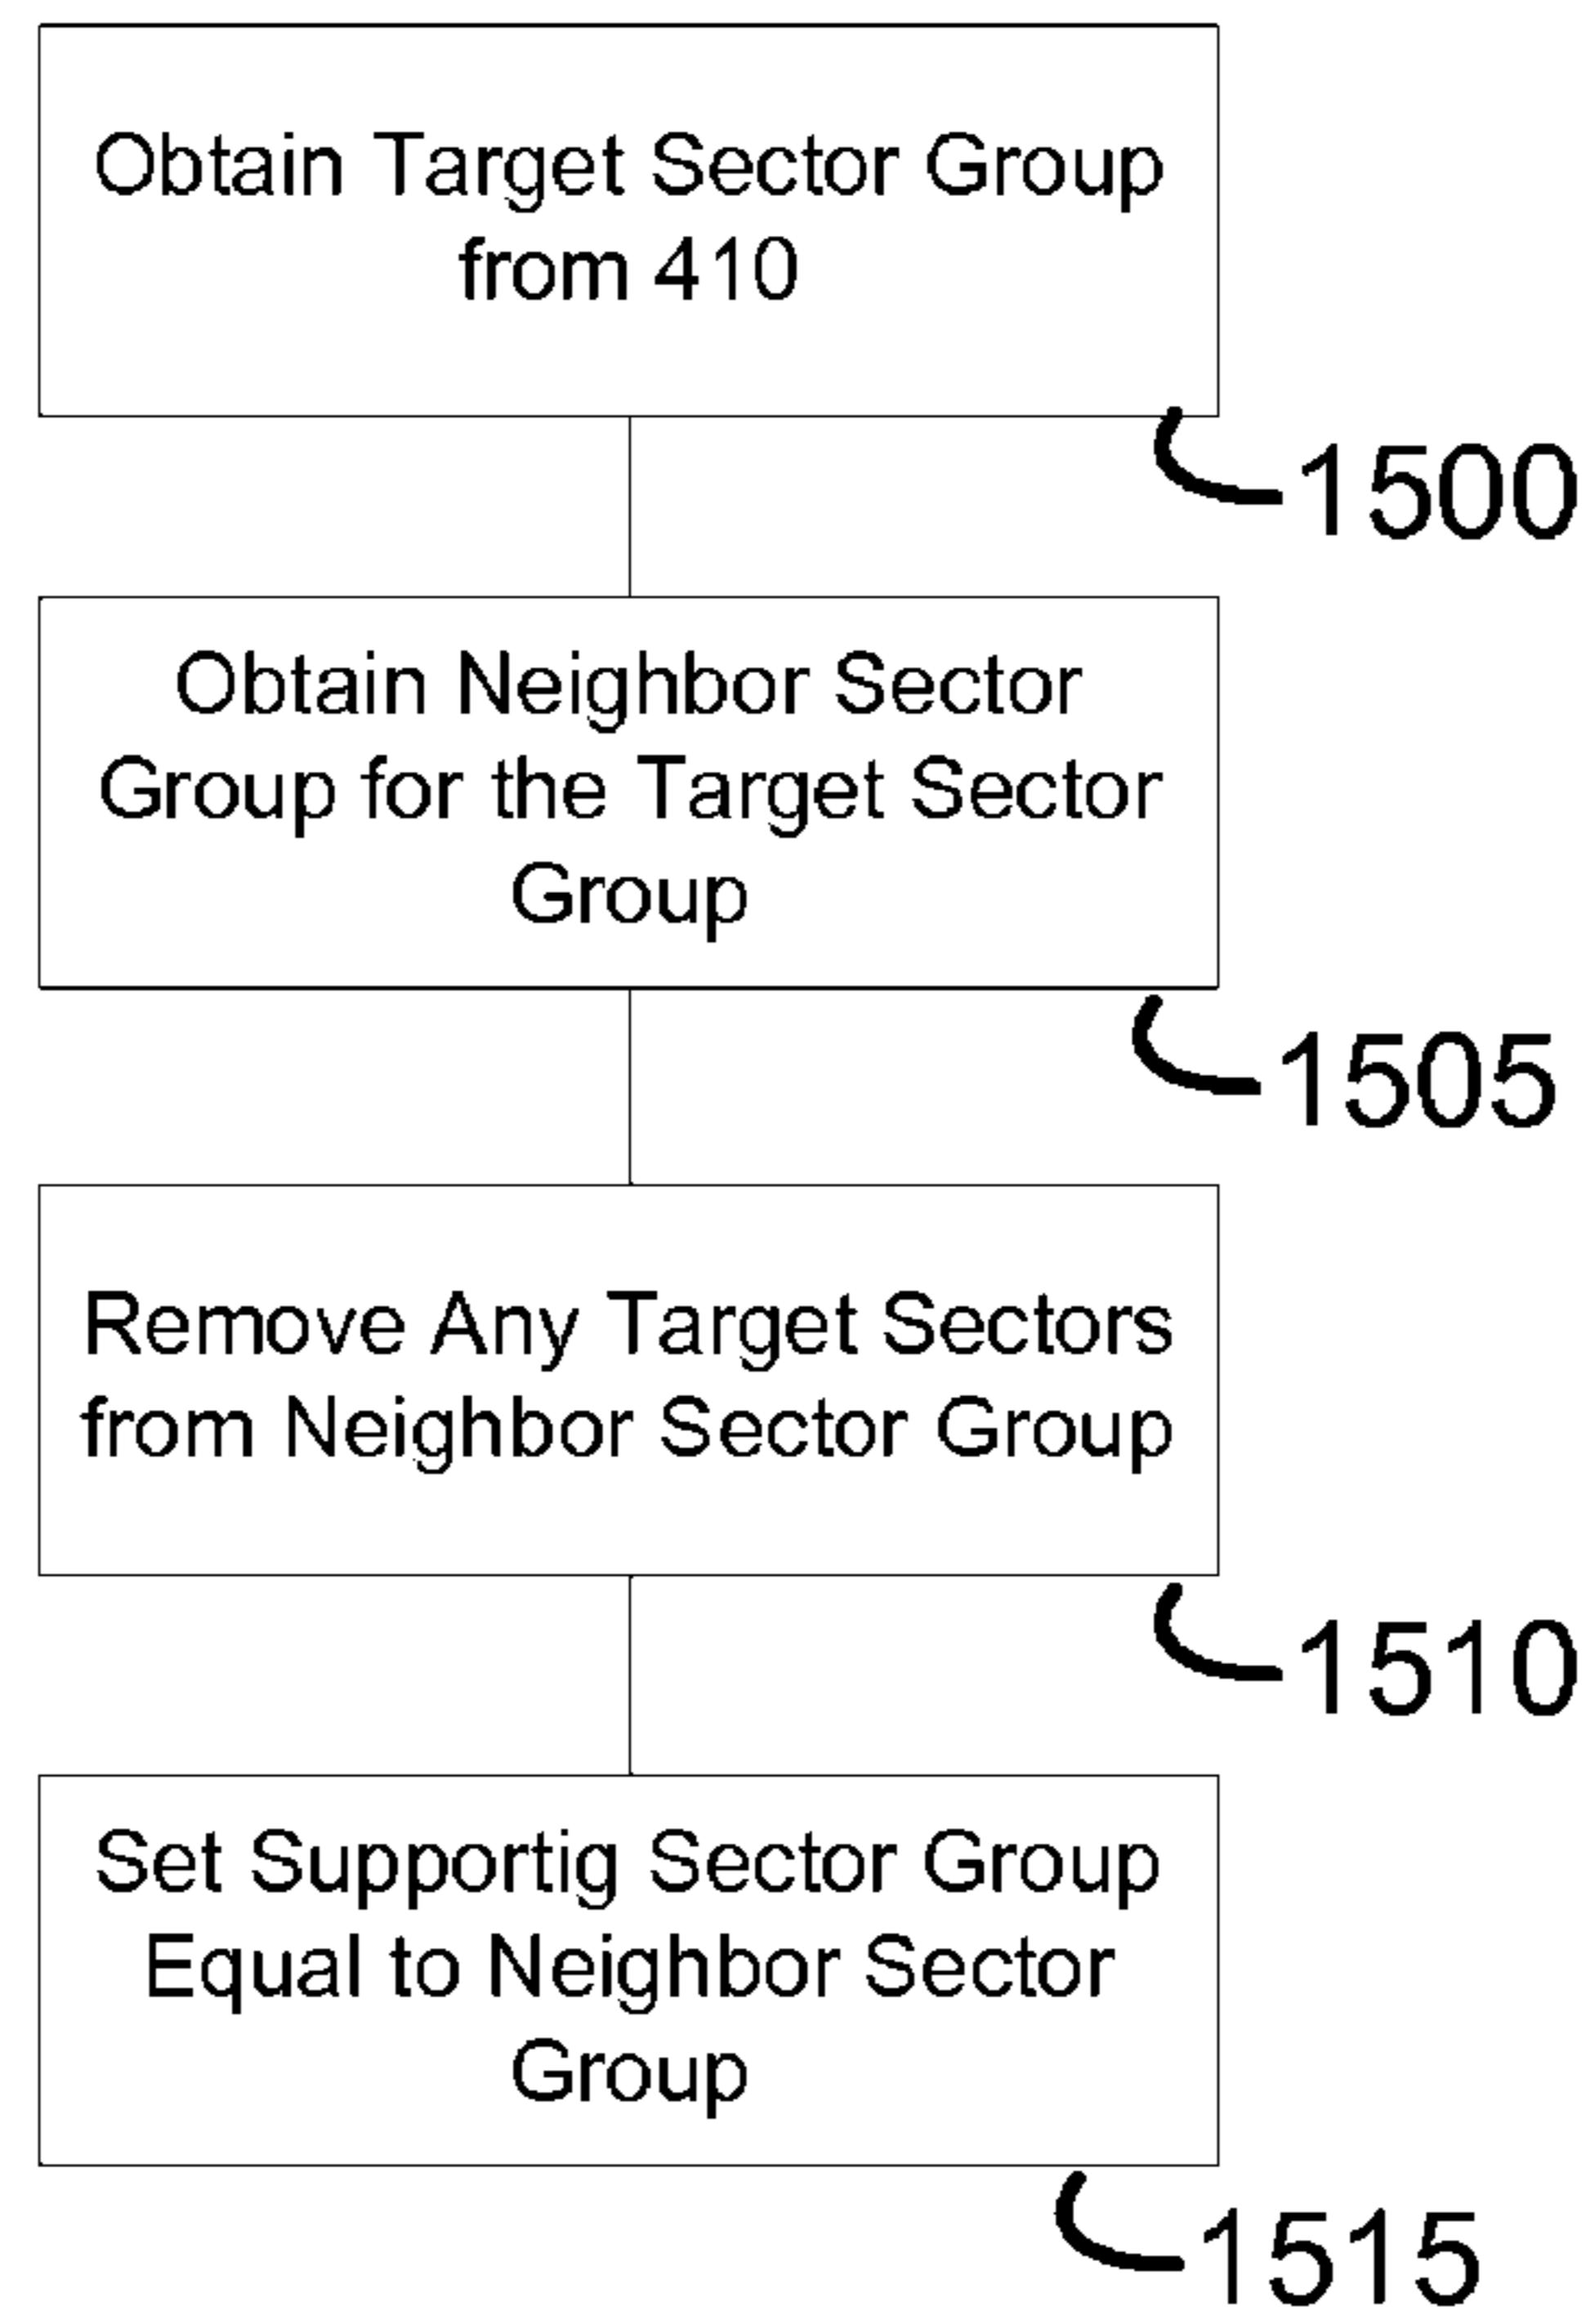 Obtain Target Sector Group
from 410
1500
Obtain Neighbor Sector
Group for the Target Sector
Group
1505
Remove Any Target Sectors
from Neighbor Sector Group
1510
Set Supportig Sector Group
Equal to Neighbor Sector
Group
1515